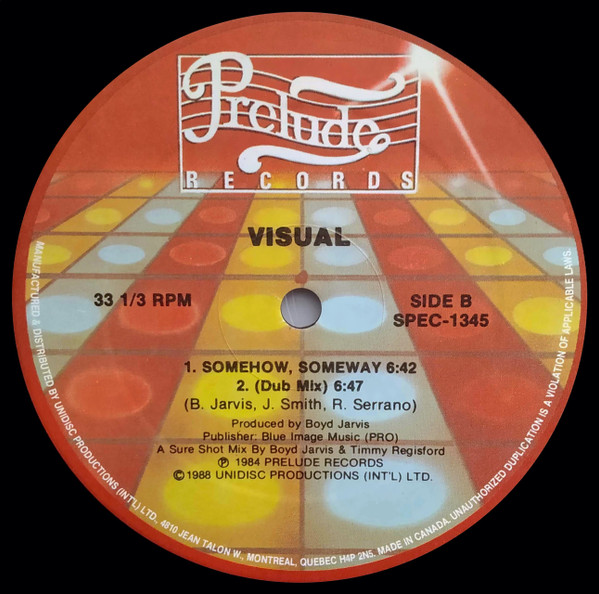 Prelude
RECORDS
VISUAL
33 1/3 RPM
SIDE B
SPEC-1345
1. SOMEHOW, SOMEWAY 6:42
2. (Dub Mix) 6:47
(B. Jarvis, J. Smith, R. Serrano)
Produced by Boyd Jarvis
Publisher: Blue Image Music (PRO)
A Sure Shot Mix By Boyd Jarvis & Timmy Regisford
Ⓟ 1984 PRELUDE RECORDS
©1988 UNIDISC PRODUCTIONS (INT'L) LTD.
MANUFACTURED & DISTRIBUTED BY UNIDISC PRODUCTIONS (INT'L) LTD., 4810 JEAN TALON W., MONTREAL, QUEBEC H4P 2N5. MADE IN CANADA. UNAUTHORIZED DUPLICATION IS A VIOLATION OF APPLICABLE LAWS.